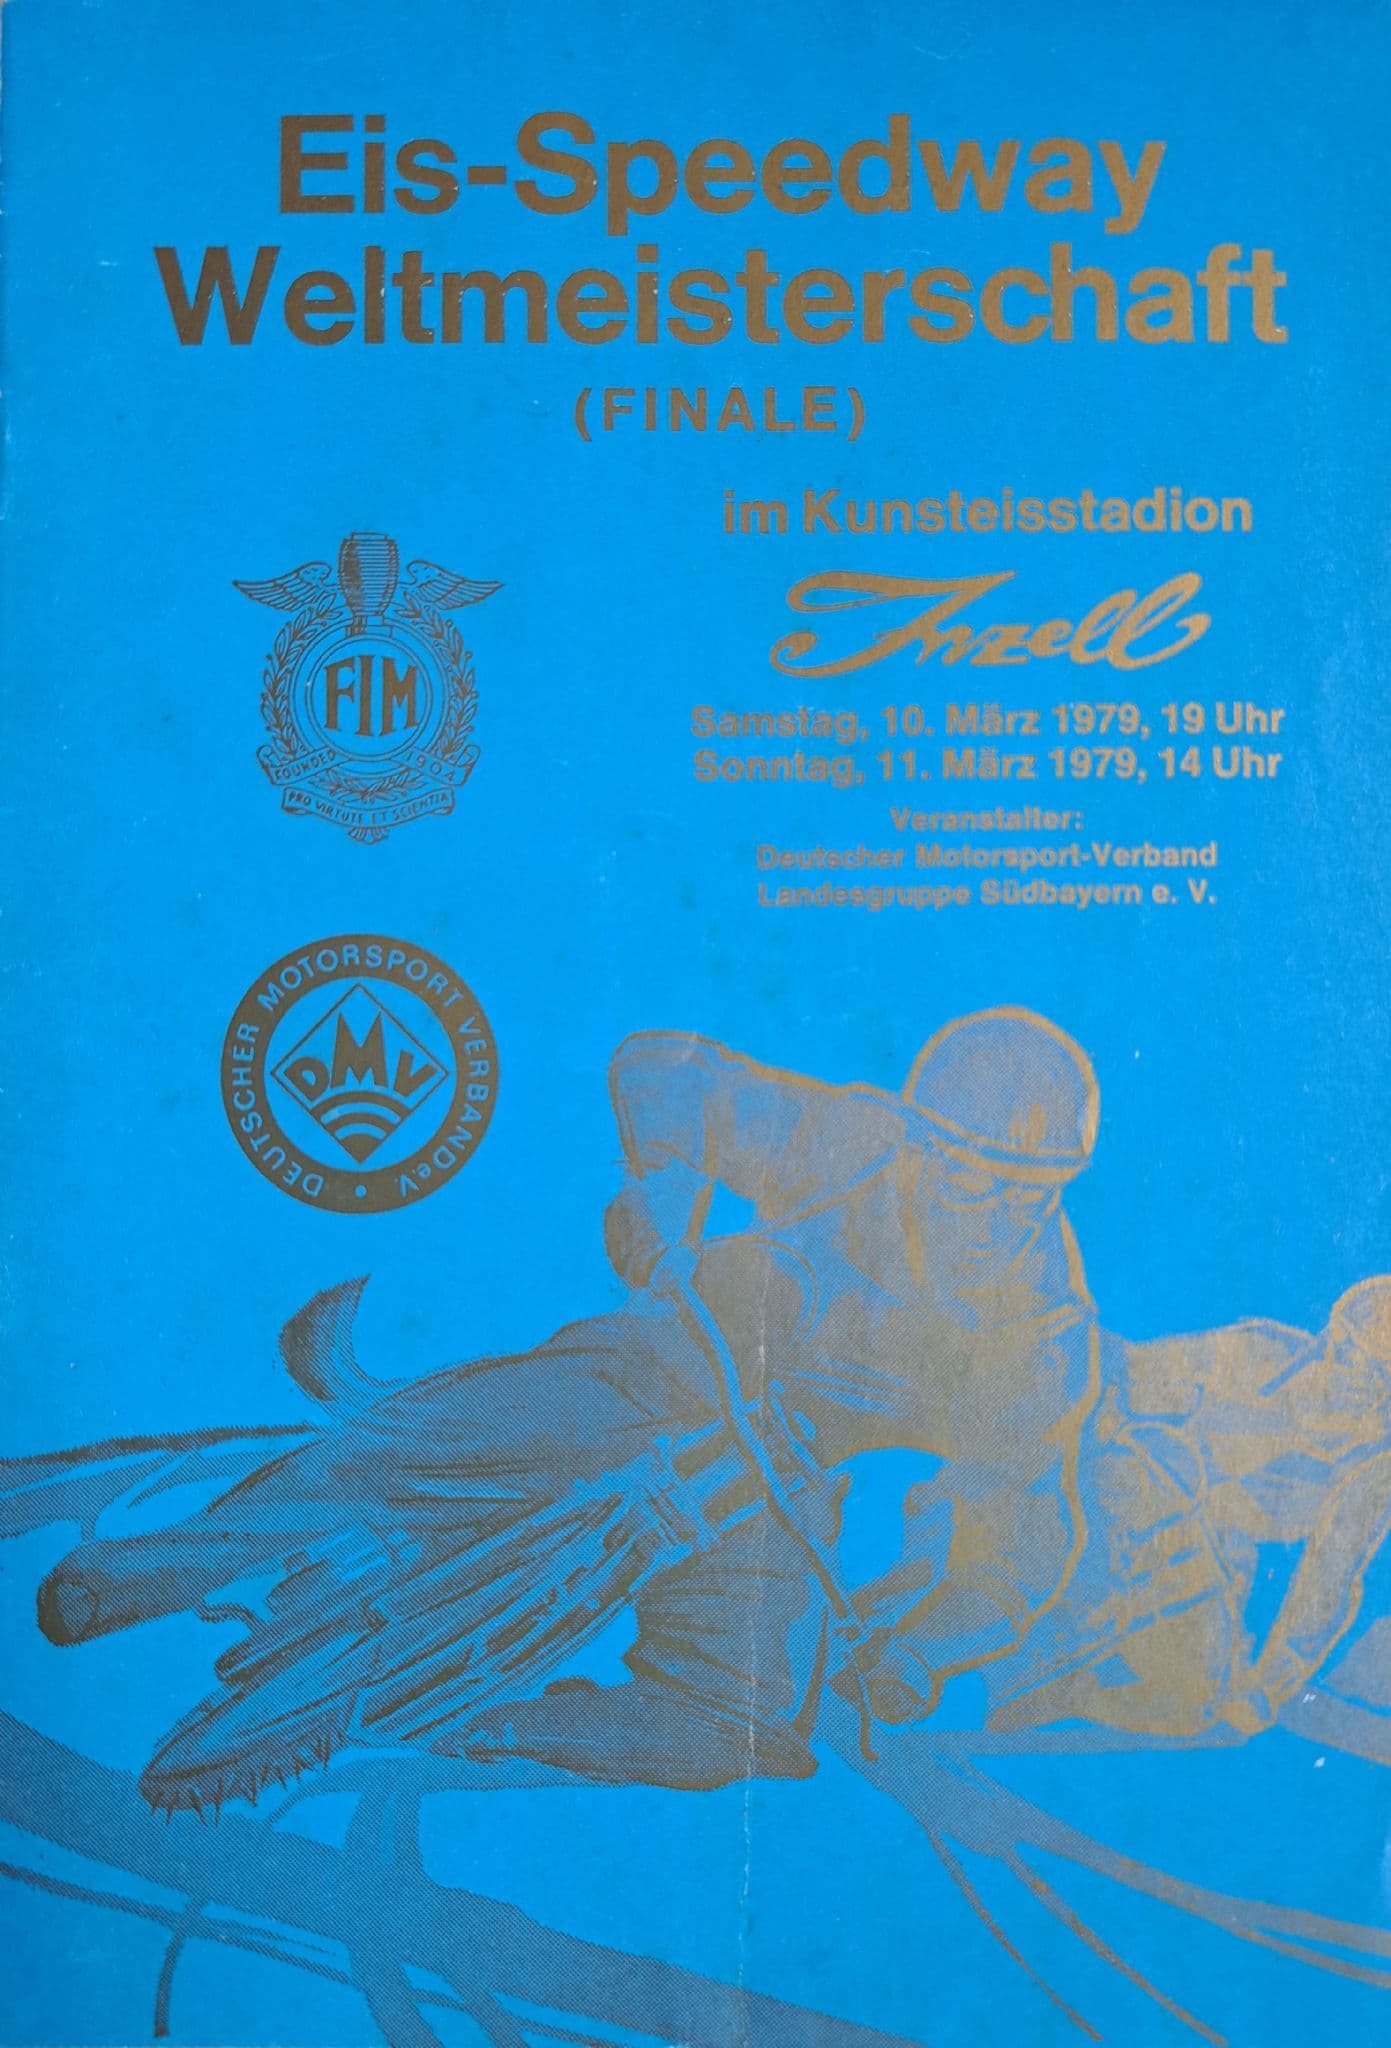 Eis-Speedway
Weltmeisterschaft
(FINALE)
im Kunsteisstadion
Inzell
Samstag, 10. März 1979, 19 Uhr
Sonntag, 11. März 1979, 14 Uhr
Veranstalter:
Deutscher Motorsport-Verband
Landesgruppe Südbayern e. V.
FIM
FOUNDED 1904
PRO VIRTUTE ET SCIENTIA
DEUTSCHER MOTORSPORT VERBAND e.V.
DMV